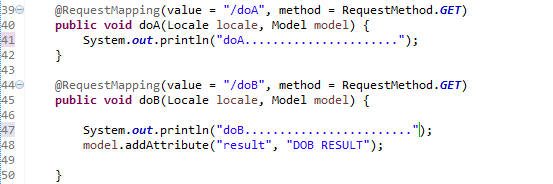 39 @RequestMapping(value = "/doA", method = RequestMethod.GET)
40 public void doA(Locale locale, Model model) {
41 System.out.println("doA......................");
42 }
43
44 @RequestMapping(value = "/doB", method = RequestMethod.GET)
45 public void doB(Locale locale, Model model) {
46
47 System.out.println("doB........................");
48 model.addAttribute("result", "DOB RESULT");
49
50 }